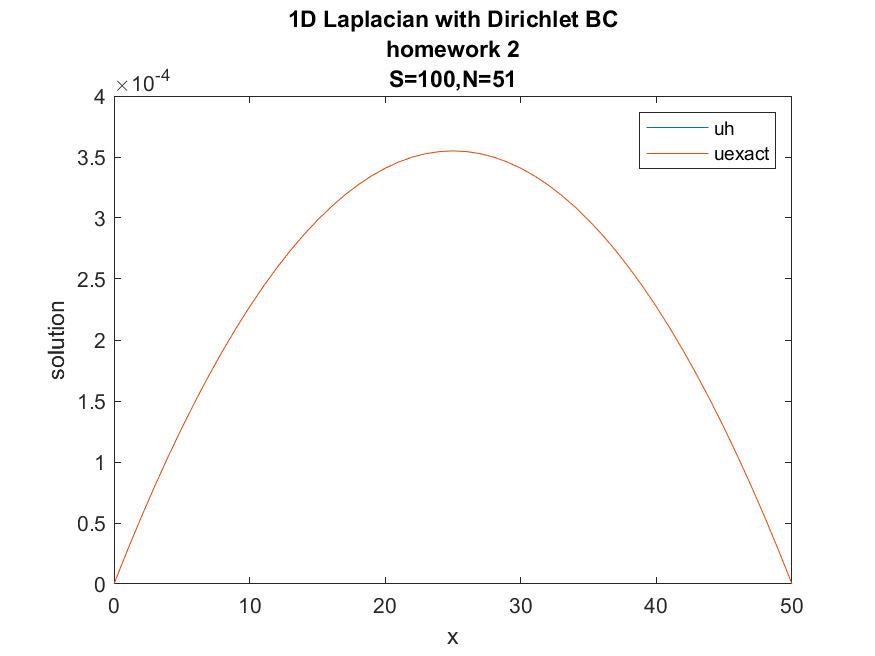 1D Laplacian with Dirichlet BC
homework 2
S=100,N=51
×10-4
4
3.5
3
2.5
2
1.5
1
0.5
0
solution
uh
uexact
0 10 20 30 40 50
x